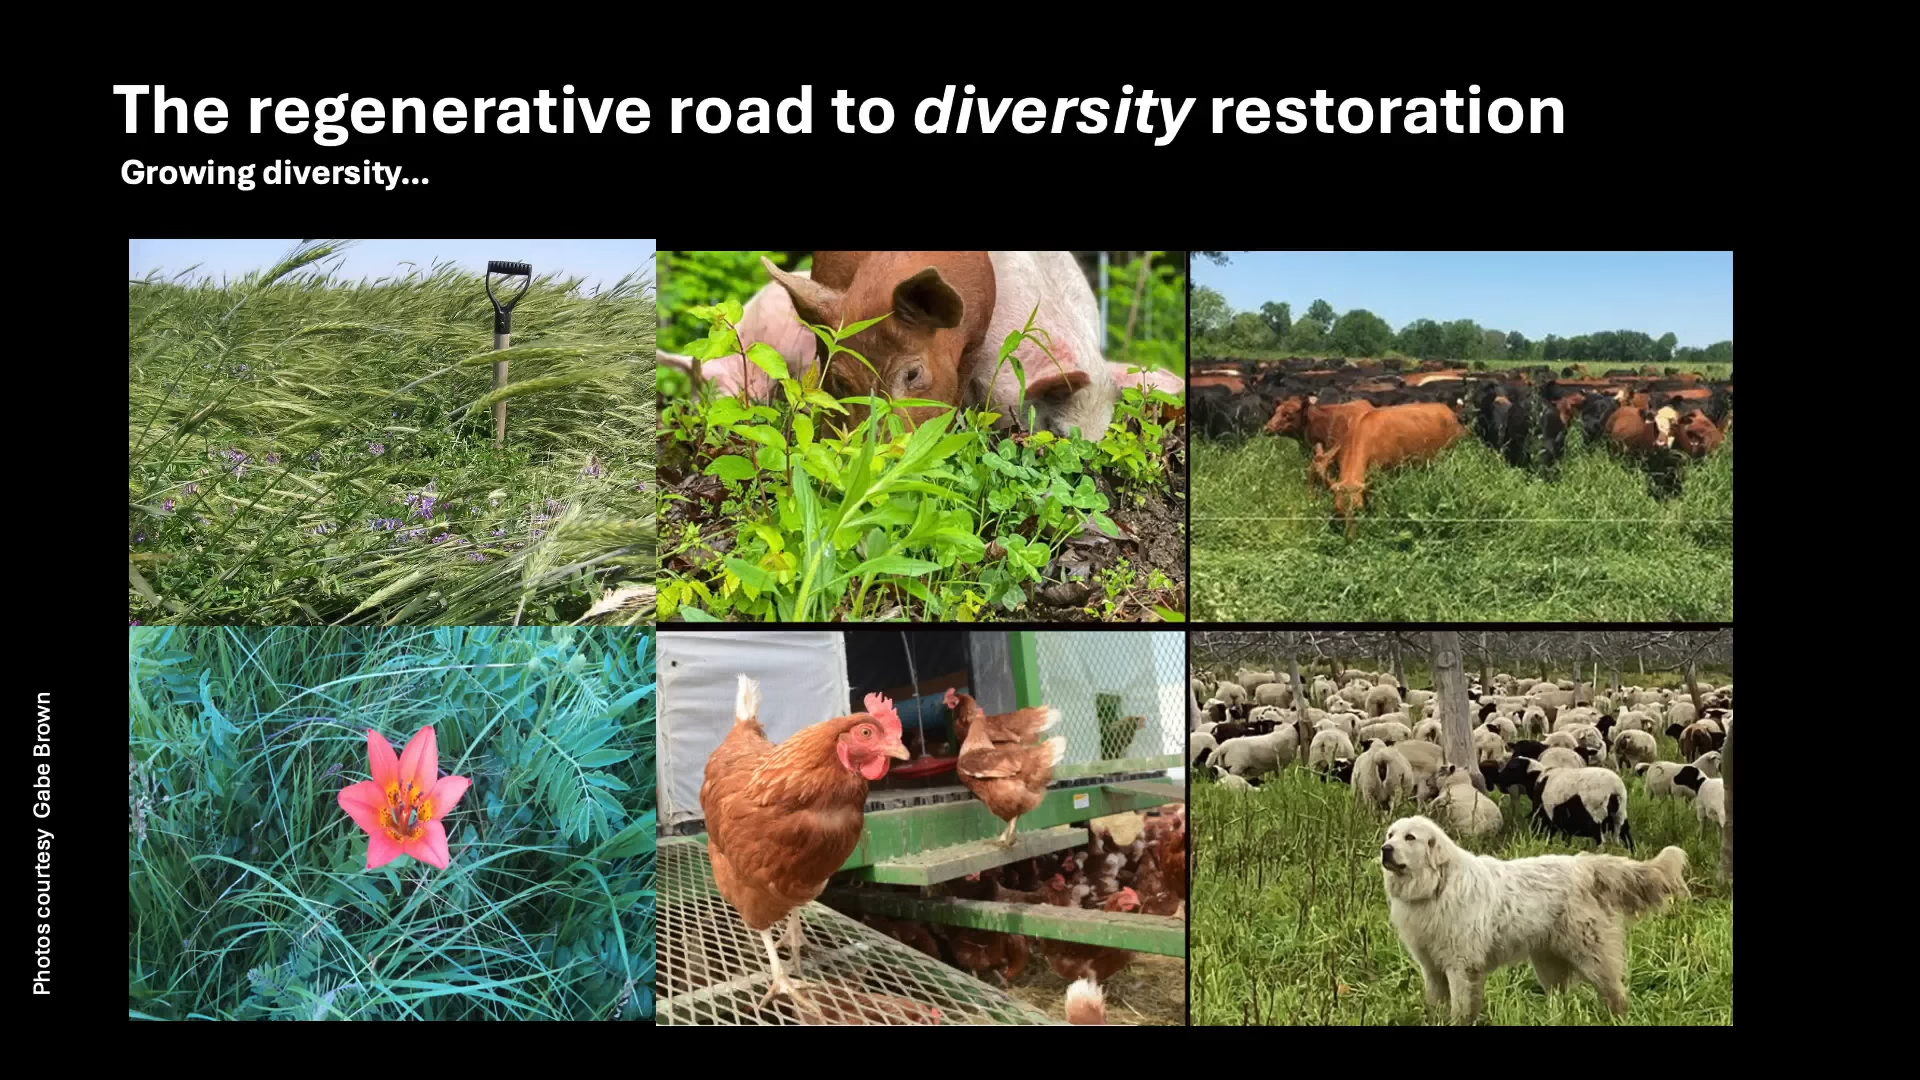 The regenerative road to diversity restoration
Growing diversity...
Photos courtesy Gabe Brown